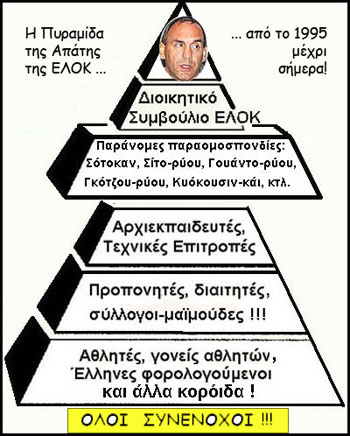 Η Πυραμίδα
της Απάτης
της ΕΛΟΚ ...
... από το 1995
μέχρι
σήμερα!
Διοικητικό
Συμβούλιο ΕΛΟΚ
Παράνομες παραομοσπονδίες:
Σότοκαν, Σίτο-ρύου, Γουάντο-ρύου,
Γκότζου-ρύου, Κυόκουσιν-κάι, κτλ.
Αρχιεκπαιδευτές,
Τεχνικές Επιτροπές
Προπονητές, διαιτητές,
σύλλογοι-μαϊμούδες !!!
Αθλητές, γονείς αθλητών,
Έλληνες φορολογούμενοι
και άλλα κορόιδα !
ΟΛΟΙ ΣΥΝΕΝΟΧΟΙ !!!